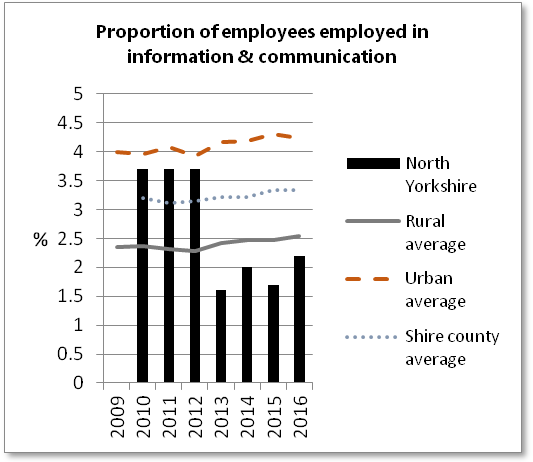 Proportion of employees employed in
information & communication
5
4.5
4
3.5
3
2.5
2
1.5
1
0.5
0
%
2009
2010
2011
2012
2013
2014
2015
2016
North
Yorkshire
Rural
average
Urban
average
Shire county
average